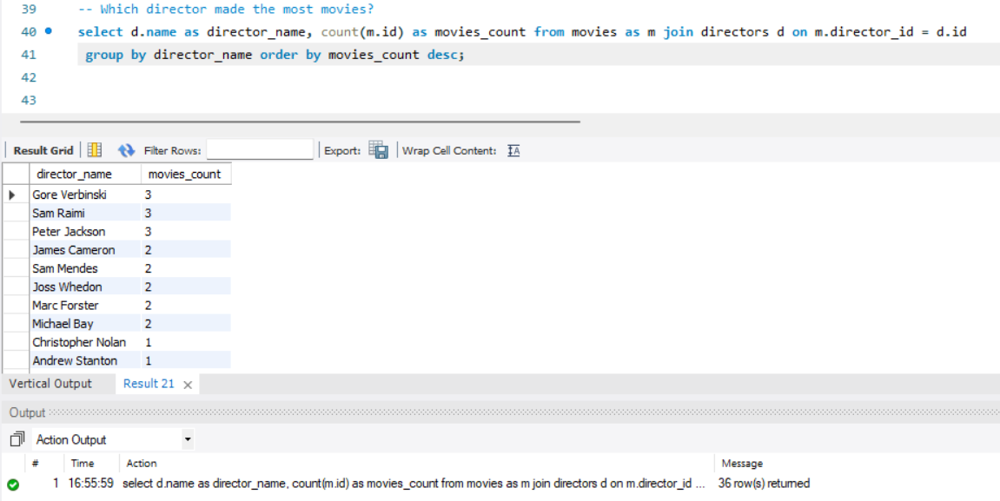 39 -- Which director made the most movies?
40 select d.name as director_name, count(m.id) as movies_count from movies as m join directors d on m.director_id = d.id
41 group by director_name order by movies_count desc;
42
43
Result Grid Filter Rows: Export: Wrap Cell Content: IA
director_name movies_count
Gore Verbinski 3
Sam Raimi 3
Peter Jackson 3
James Cameron 2
Sam Mendes 2
Joss Whedon 2
Marc Forster 2
Michael Bay 2
Christopher Nolan 1
Andrew Stanton 1
Vertical Output Result 21 ×
Output
Action Output
# Time Action Message
1 16:55:59 select d.name as director_name, count(m.id) as movies_count from movies as m join directors d on m.director_id ... 36 row(s) returned